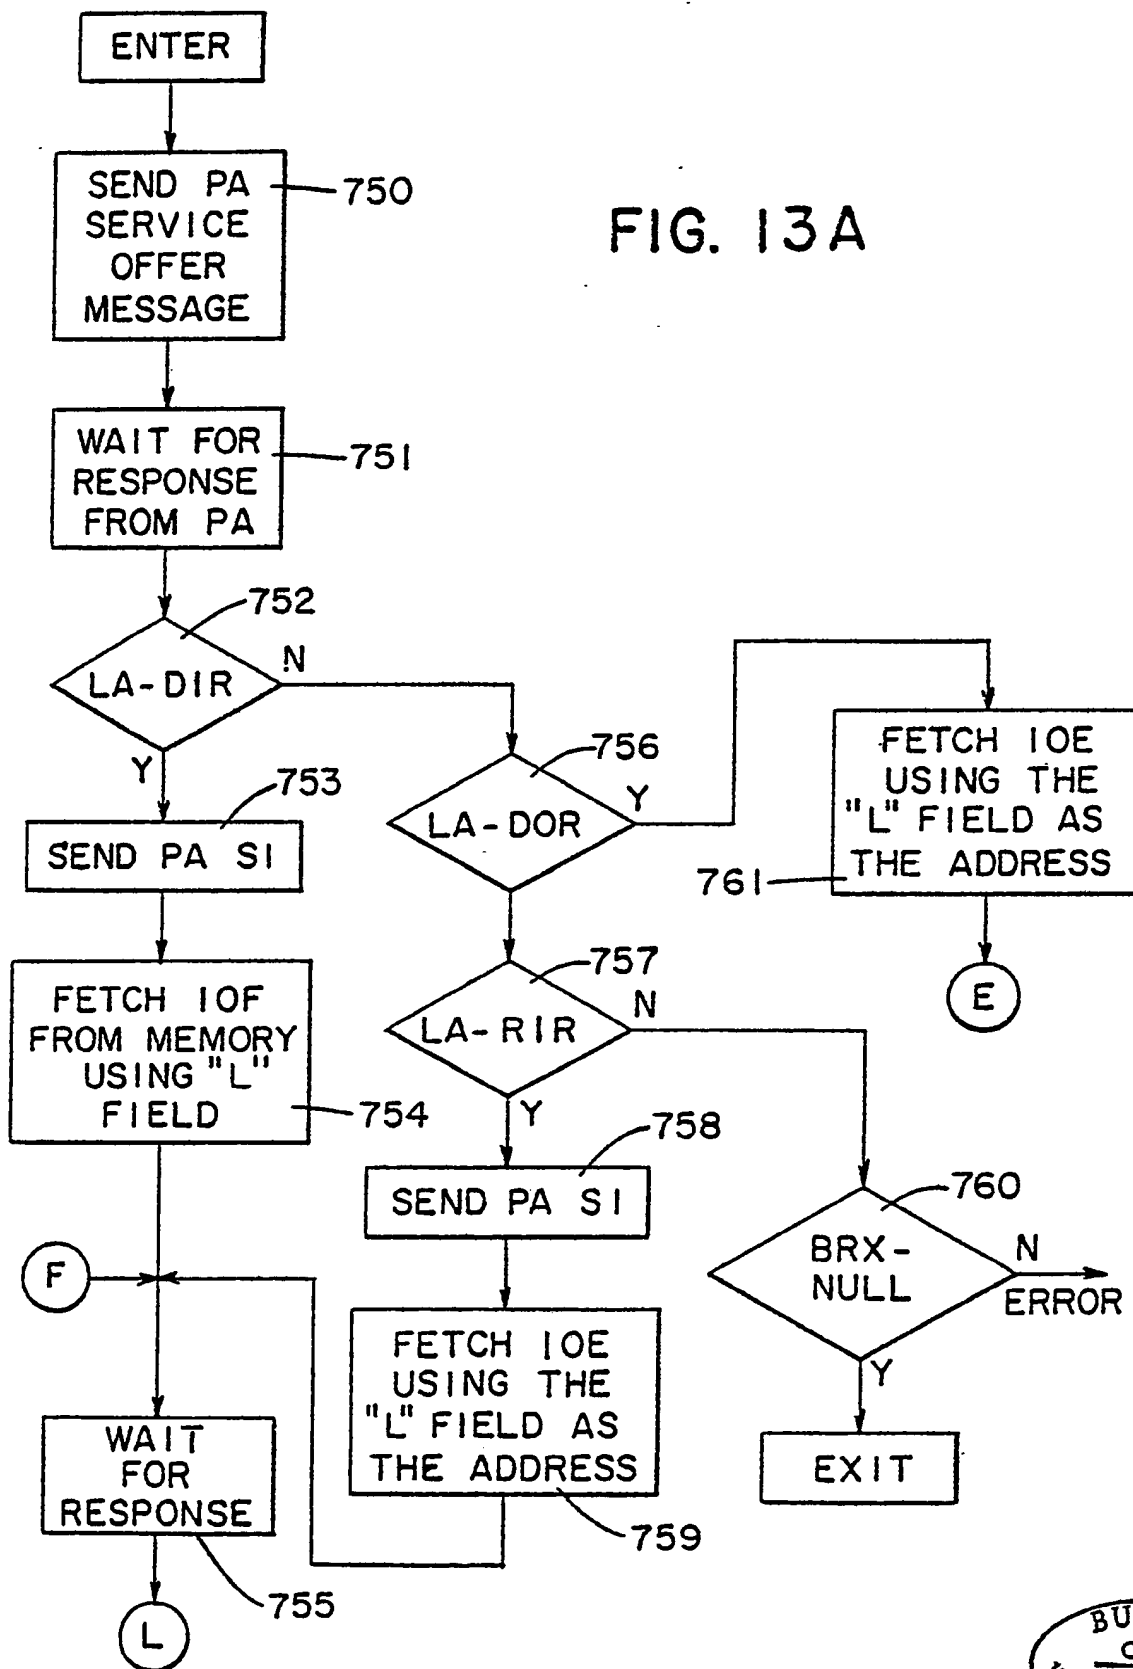 ENTER
SEND PA
SERVICE
OFFER
MESSAGE
750
FIG. 13A
WAIT FOR
RESPONSE
FROM PA
751
752
LA-DIR
N
Y
753
SEND PA SI
FETCH IOF
FROM MEMORY
USING "L"
FIELD
754
F
WAIT
FOR
RESPONSE
755
L
756
LA-DOR
Y
757
LA-RIR
N
Y
758
SEND PA SI
FETCH IOE
USING THE
"L" FIELD AS
THE ADDRESS
759
FETCH IOE
USING THE
"L" FIELD AS
THE ADDRESS
761
E
760
BRX-
NULL
N
ERROR
Y
EXIT
BU